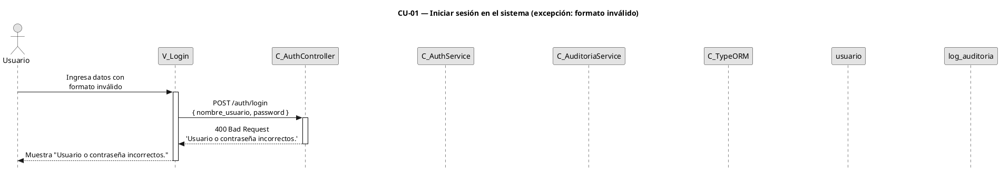 CU-01 — Iniciar sesión en el sistema (excepción: formato inválido)
Usuario
V_Login
C_AuthController
C_AuthService
C_AuditoriaService
C_TypeORM
usuario
log_auditoria
Ingresa datos con
formato inválido
POST /auth/login
{ nombre_usuario, password }
400 Bad Request
'Usuario o contraseña incorrectos.'
Muestra "Usuario o contraseña incorrectos."